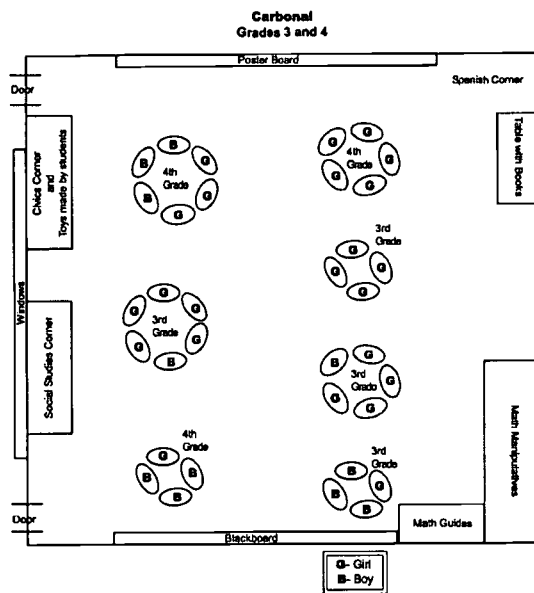 Carbonal
Grades 3 and 4
Poster Board
Door
Spanish Corner
Civics Corner
and
Toys made by students
Table with Books
Windows
B
B
G
4th
Grade
B
G
G
G
G
4th
Grade
G
G
G
3rd
Grade
G
G
G
G
G
G
3rd
Grade
G
G
B
Social Studies Corner
B
G
3rd
Grade
G
G
G
Math Manipulatives
4th
Grade
G
B
B
B
3rd
Grade
B
G
B
B
Door
Blackboard
Math Guides
G- Girl
B- Boy